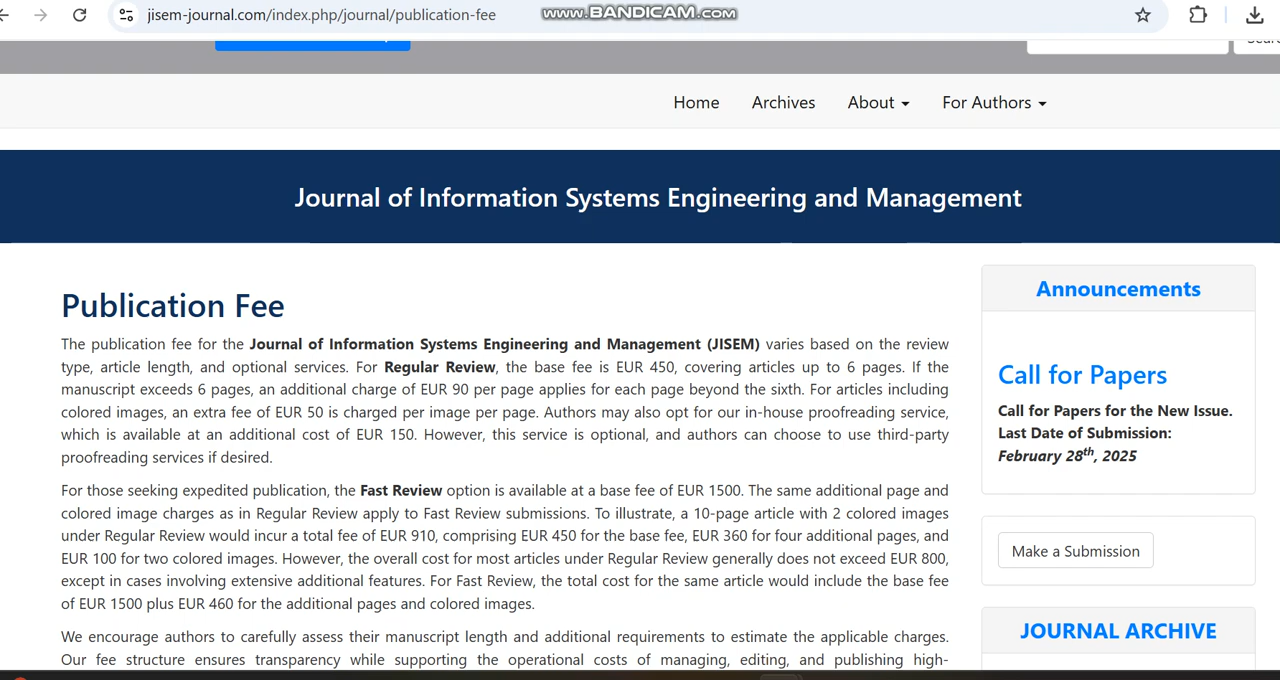 jisem-journal.com/index.php/journal/publication-fee
www.BANDICAM.com
Home Archives About For Authors
Journal of Information Systems Engineering and Management
Publication Fee
The publication fee for the Journal of Information Systems Engineering and Management (JISEM) varies based on the review
type, article length, and optional services. For Regular Review, the base fee is EUR 450, covering articles up to 6 pages. If the
manuscript exceeds 6 pages, an additional charge of EUR 90 per page applies for each page beyond the sixth. For articles including
colored images, an extra fee of EUR 50 is charged per image per page. Authors may also opt for our in-house proofreading service,
which is available at an additional cost of EUR 150. However, this service is optional, and authors can choose to use third-party
proofreading services if desired.
For those seeking expedited publication, the Fast Review option is available at a base fee of EUR 1500. The same additional page and
colored image charges as in Regular Review apply to Fast Review submissions. To illustrate, a 10-page article with 2 colored images
under Regular Review would incur a total fee of EUR 910, comprising EUR 450 for the base fee, EUR 360 for four additional pages, and
EUR 100 for two colored images. However, the overall cost for most articles under Regular Review generally does not exceed EUR 800,
except in cases involving extensive additional features. For Fast Review, the total cost for the same article would include the base fee
of EUR 1500 plus EUR 460 for the additional pages and colored images.
We encourage authors to carefully assess their manuscript length and additional requirements to estimate the applicable charges.
Our fee structure ensures transparency while supporting the operational costs of managing, editing, and publishing high-
Announcements
Call for Papers
Call for Papers for the New Issue.
Last Date of Submission:
February 28th, 2025
Make a Submission
JOURNAL ARCHIVE